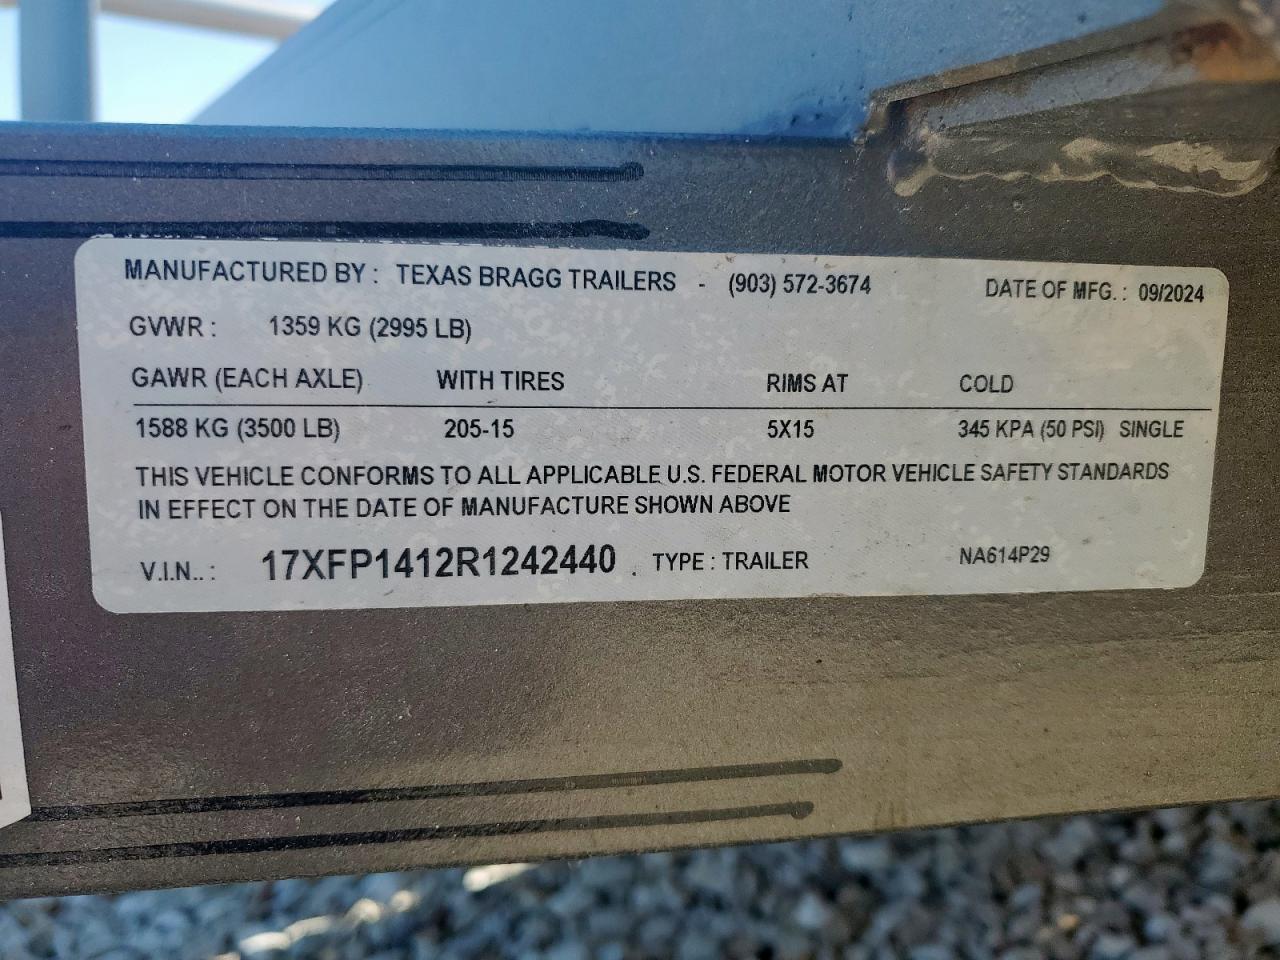 MANUFACTURED BY : TEXAS BRAGG TRAILERS - (903) 572-3674 DATE OF MFG. : 09/2024
GVWR : 1359 KG (2995 LB)
GAWR (EACH AXLE) WITH TIRES RIMS AT COLD
1588 KG (3500 LB) 205-15 5X15 345 KPA (50 PSI) SINGLE
THIS VEHICLE CONFORMS TO ALL APPLICABLE U.S. FEDERAL MOTOR VEHICLE SAFETY STANDARDS
IN EFFECT ON THE DATE OF MANUFACTURE SHOWN ABOVE
V.I.N.. : 17XFP1412R1242440 . TYPE : TRAILER NA614P29